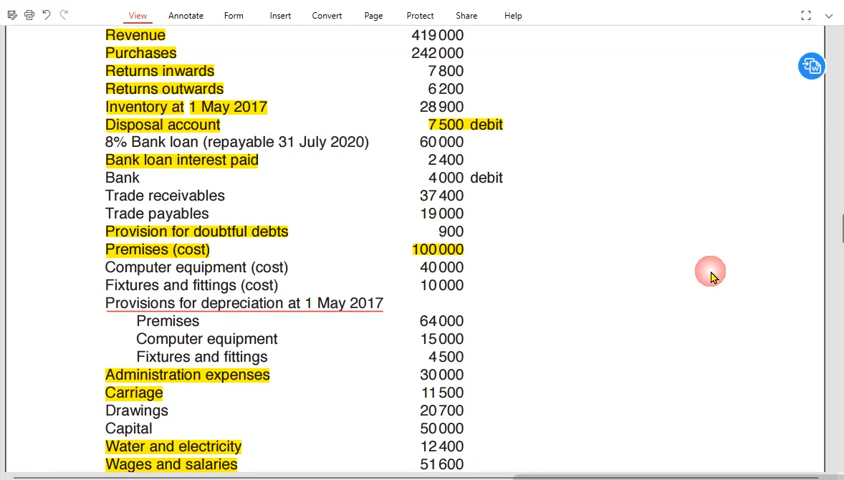 View Annotate Form Insert Convert Page Protect Share Help
Revenue 419 000
Purchases 242 000
Returns inwards 7 800
Returns outwards 6 200
Inventory at 1 May 2017 28 900
Disposal account 7 500 debit
8% Bank loan (repayable 31 July 2020) 60 000
Bank loan interest paid 2 400
Bank 4 000 debit
Trade receivables 37 400
Trade payables 19 000
Provision for doubtful debts 900
Premises (cost) 100 000
Computer equipment (cost) 40 000
Fixtures and fittings (cost) 10 000
Provisions for depreciation at 1 May 2017
Premises 64 000
Computer equipment 15 000
Fixtures and fittings 4 500
Administration expenses 30 000
Carriage 11 500
Drawings 20 700
Capital 50 000
Water and electricity 12 400
Wages and salaries 51 600